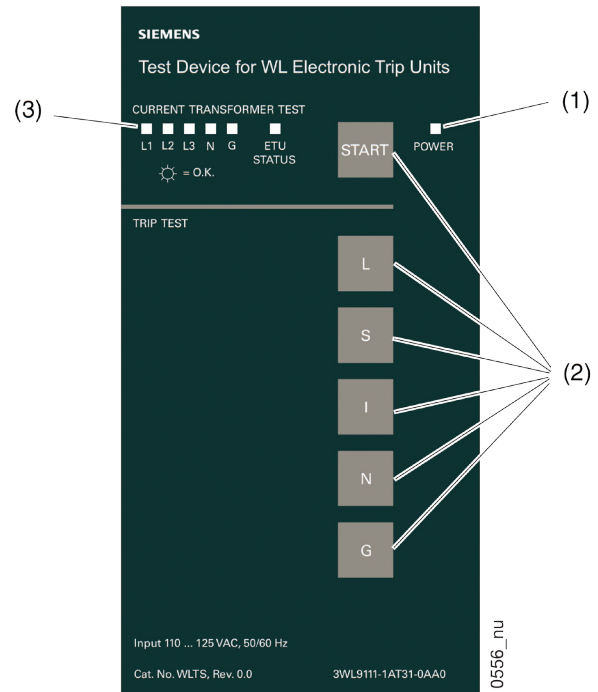 SIEMENS
Test Device for WL Electronic Trip Units
(3)
CURRENT TRANSFORMER TEST
(1)
L1 L2 L3 N G ETU STATUS
START
POWER
= O.K.
TRIP TEST
L
S
(2)
I
N
G
Input 110 ... 125 VAC, 50/60 Hz
Cat. No. WLTS, Rev. 0.0
3WL9111-1AT31-0AA0
0556_nu